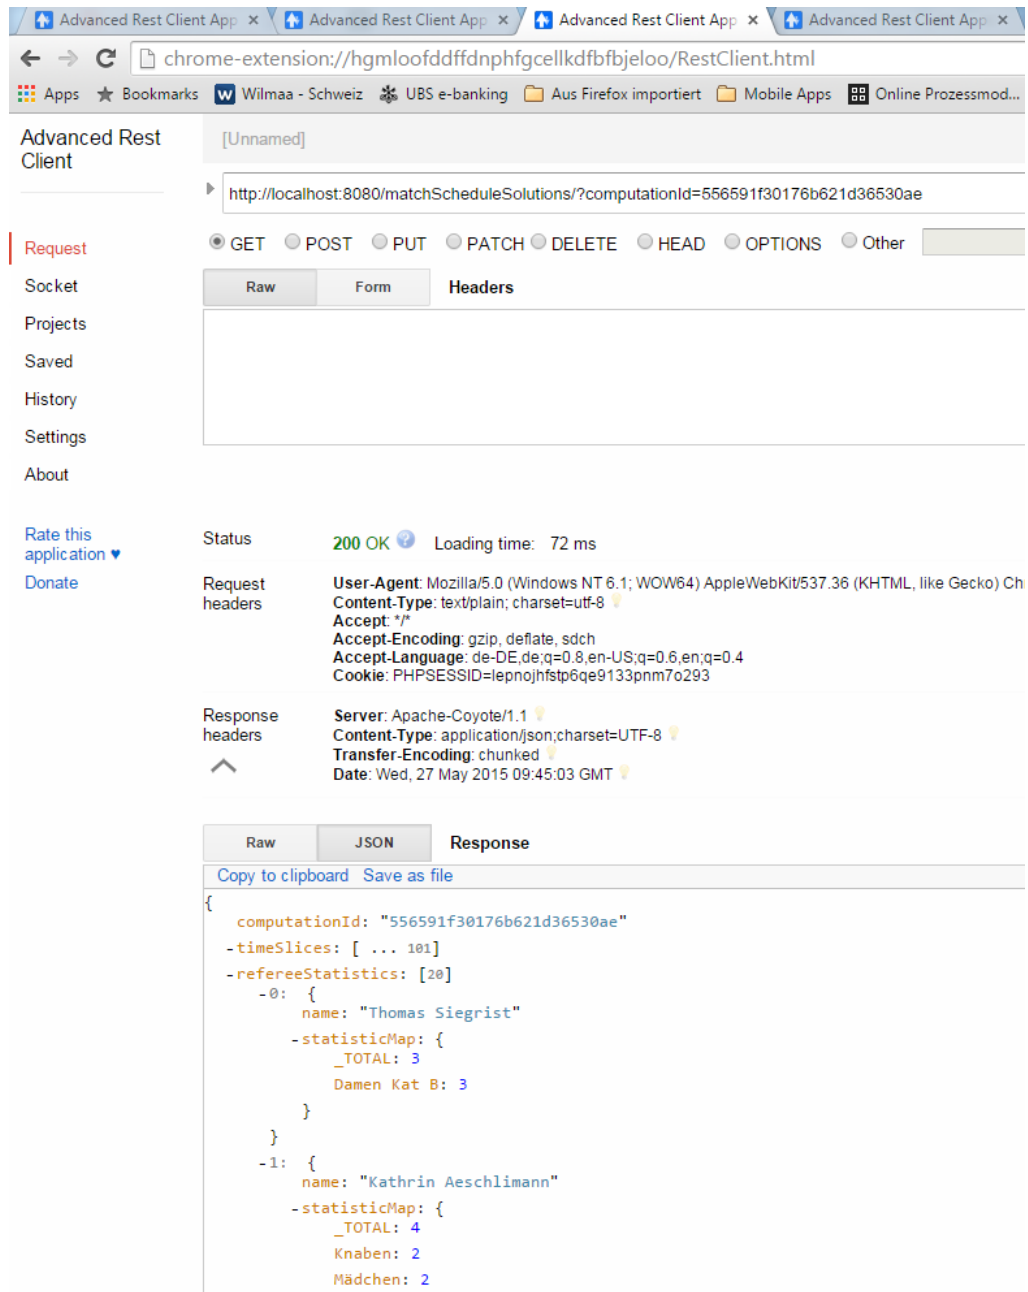 Advanced Rest Client App Advanced Rest Client App Advanced Rest Client App Advanced Rest Client App
chrome-extension://hgmloofddffdnphfgcellkdfbfbjeloo/RestClient.html
Apps Bookmarks W Wilmaa - Schweiz UBS e-banking Aus Firefox importiert Mobile Apps Online Prozessmod...
Advanced Rest
Client
[Unnamed]
http://localhost:8080/matchScheduleSolutions/?computationId=556591f30176b621d36530ae
GET POST PUT PATCH DELETE HEAD OPTIONS Other
Request
Socket
Projects
Saved
History
Settings
About
Rate this
application ♥
Donate
Raw Form Headers
Status 200 OK Loading time: 72 ms
Request
headers
User-Agent: Mozilla/5.0 (Windows NT 6.1; WOW64) AppleWebKit/537.36 (KHTML, like Gecko) Ch
Content-Type: text/plain; charset=utf-8
Accept: */*
Accept-Encoding: gzip, deflate, sdch
Accept-Language: de-DE,de;q=0.8,en-US;q=0.6,en;q=0.4
Cookie: PHPSESSID=lepnojhfstp6qe9133pnm7o293
Response
headers
Server: Apache-Coyote/1.1
Content-Type: application/json;charset=UTF-8
Transfer-Encoding: chunked
Date: Wed, 27 May 2015 09:45:03 GMT
Raw JSON Response
Copy to clipboard Save as file
{
computationId: "556591f30176b621d36530ae"
-timeSlices: [ ... 101]
-refereeStatistics: [20]
-0: {
name: "Thomas Siegrist"
-statisticMap: {
_TOTAL: 3
Damen Kat B: 3
}
}
-1: {
name: "Kathrin Aeschlimann"
-statisticMap: {
_TOTAL: 4
Knaben: 2
Mädchen: 2